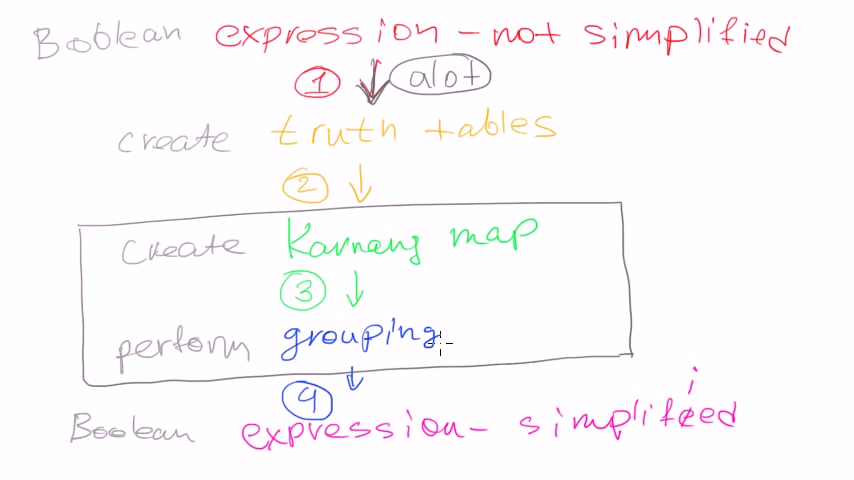 Boolean expression - not simplified
① alot
create truth tables
②
Create Karnaug map
③
perform grouping
④
Boolean expression - simplified